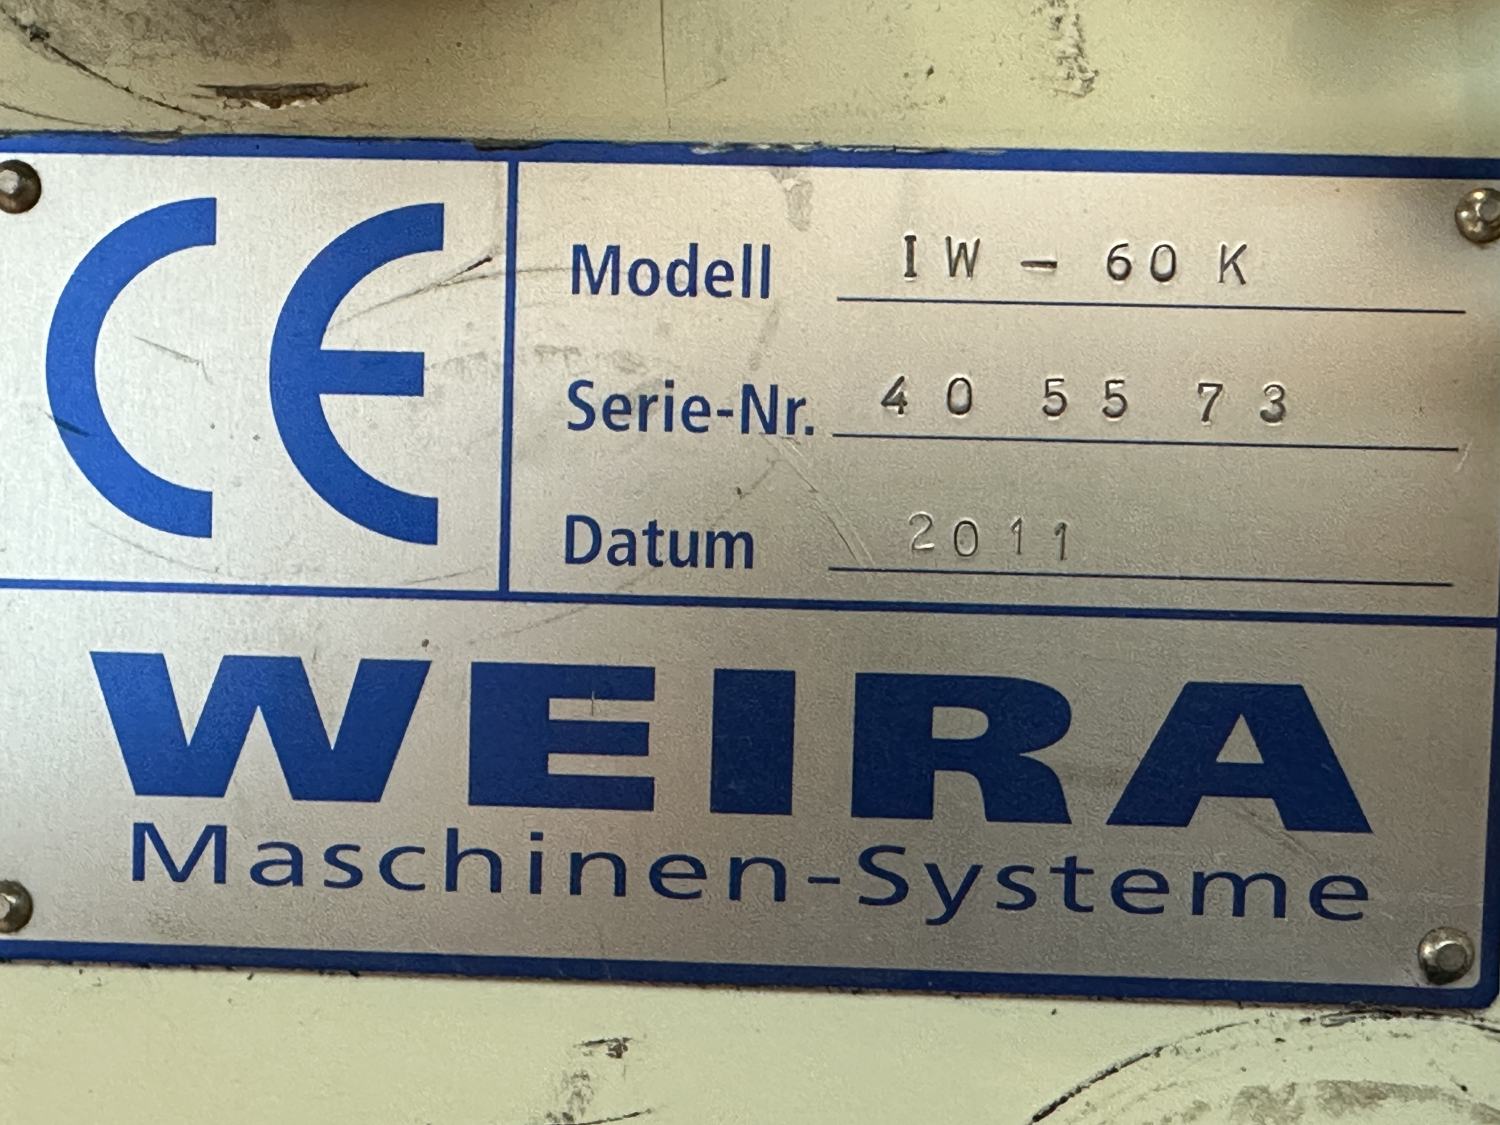 CE
Modell IW - 60 K
Serie-Nr. 40 55 73
Datum 2011
WEIRA
Maschinen-Systeme